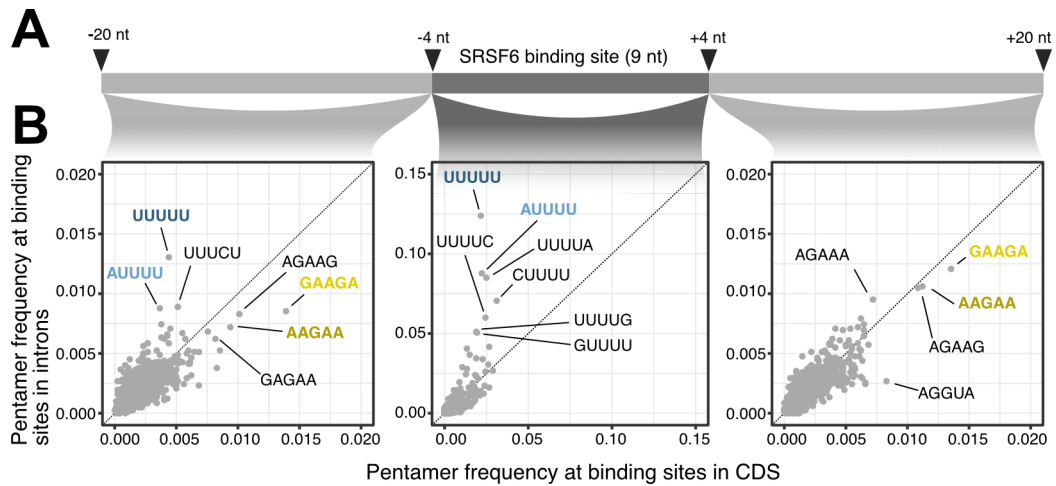 A
-20 nt
-4 nt
SRSF6 binding site (9 nt)
+4 nt
+20 nt
B
Pentamer frequency at binding
sites in introns
0.020
0.015
0.010
0.005
0.000
UUUUU
UUUCU
AUUUU
AGAAG
GAAGA
AAGAA
GAGAA
0.000 0.005 0.010 0.015 0.020
0.15
0.10
0.05
0.00
UUUUU
AUUUU
UUUUC
UUUUA
CUUUU
UUUUG
GUUUU
0.00 0.05 0.10 0.15
0.020
0.015
0.010
0.005
0.000
AGAAA
GAAGA
AAGAA
AGAAG
AGGUA
0.000 0.005 0.010 0.015 0.020
Pentamer frequency at binding sites in CDS